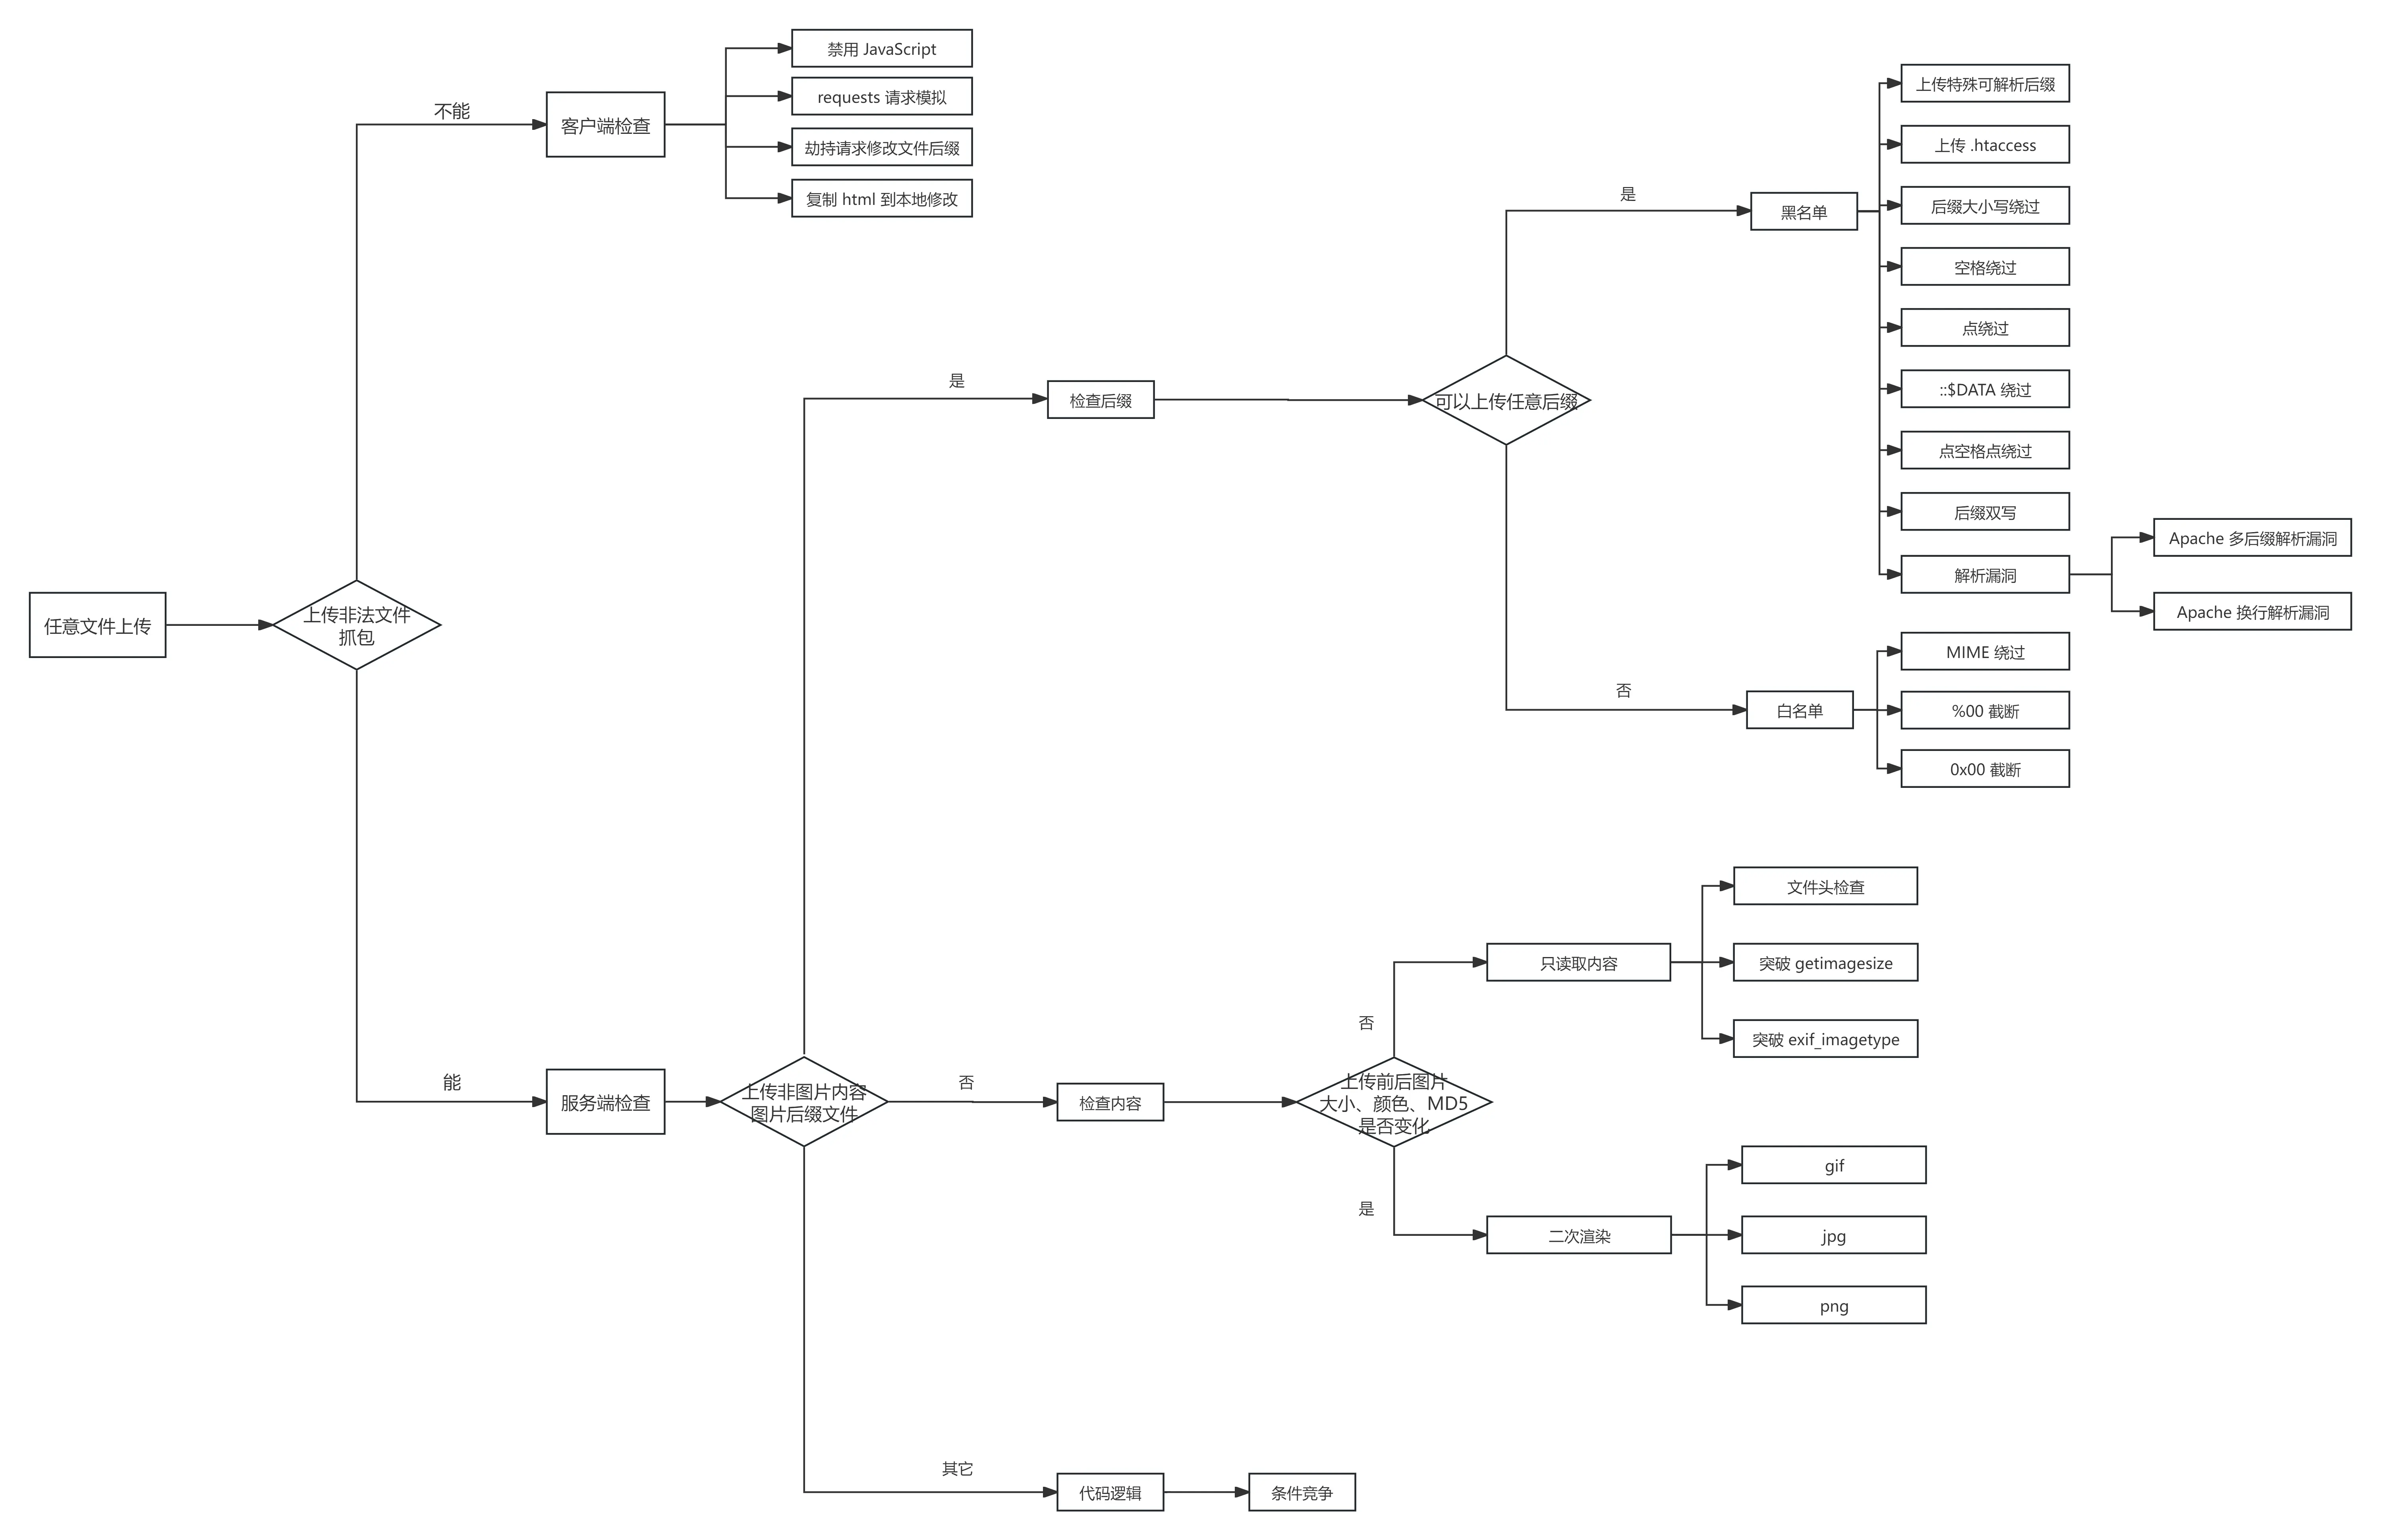 任意文件上传
上传非法文件
抓包
不能
客户端检查
禁用 JavaScript
requests 请求模拟
劫持请求修改文件后缀
复制 html 到本地修改
能
服务端检查
上传非图片内容
图片后缀文件
是
检查后缀
可以上传任意后缀
是
黑名单
上传特殊可解析后缀
上传 .htaccess
后缀大小写绕过
空格绕过
点绕过
::$DATA 绕过
点空格点绕过
后缀双写
解析漏洞
Apache 多后缀解析漏洞
Apache 换行解析漏洞
否
白名单
MIME 绕过
%00 截断
0x00 截断
否
检查内容
上传前后图片
大小、颜色、MD5
是否变化
否
只读取内容
文件头检查
突破 getimagesize
突破 exif_imagetype
是
二次渲染
gif
jpg
png
其它
代码逻辑
条件竞争